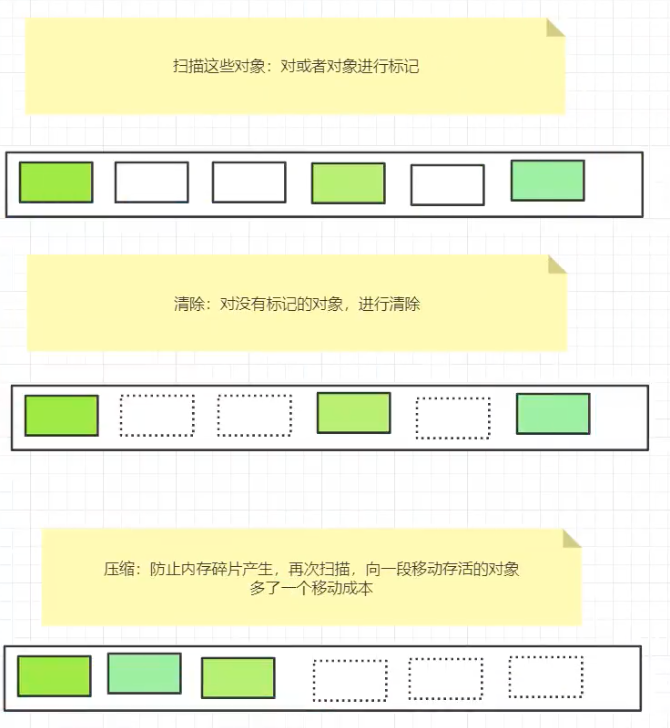 扫描这些对象：对或者对象进行标记
清除：对没有标记的对象，进行清除
压缩：防止内存碎片产生，再次扫描，向一段移动存活的对象
多了一个移动成本